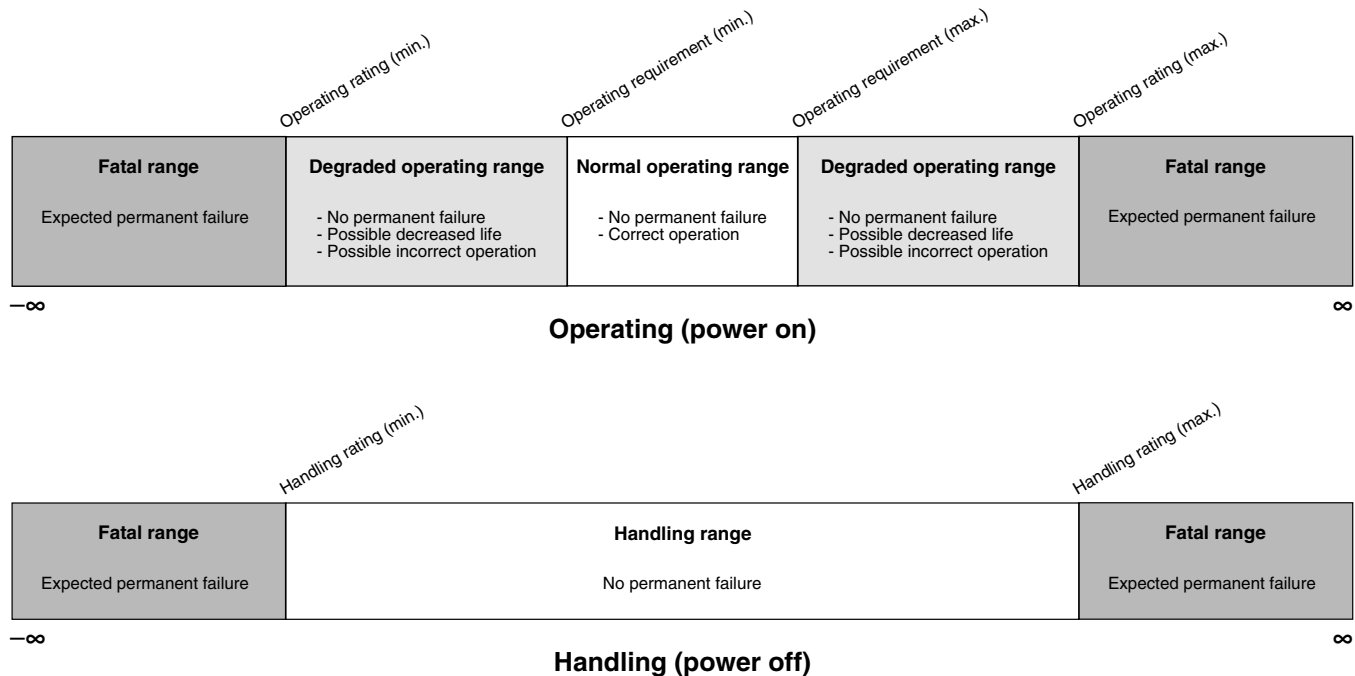 Operating rating (min.)
Operating requirement (min.)
Operating requirement (max.)
Operating rating (max.)
Fatal range
Degraded operating range
Normal operating range
Degraded operating range
Fatal range
Expected permanent failure
- No permanent failure
- Possible decreased life
- Possible incorrect operation
- No permanent failure
- Correct operation
- No permanent failure
- Possible decreased life
- Possible incorrect operation
Expected permanent failure
−∞
∞
Operating (power on)
Handling rating (min.)
Handling rating (max.)
Fatal range
Handling range
Fatal range
Expected permanent failure
No permanent failure
Expected permanent failure
−∞
∞
Handling (power off)